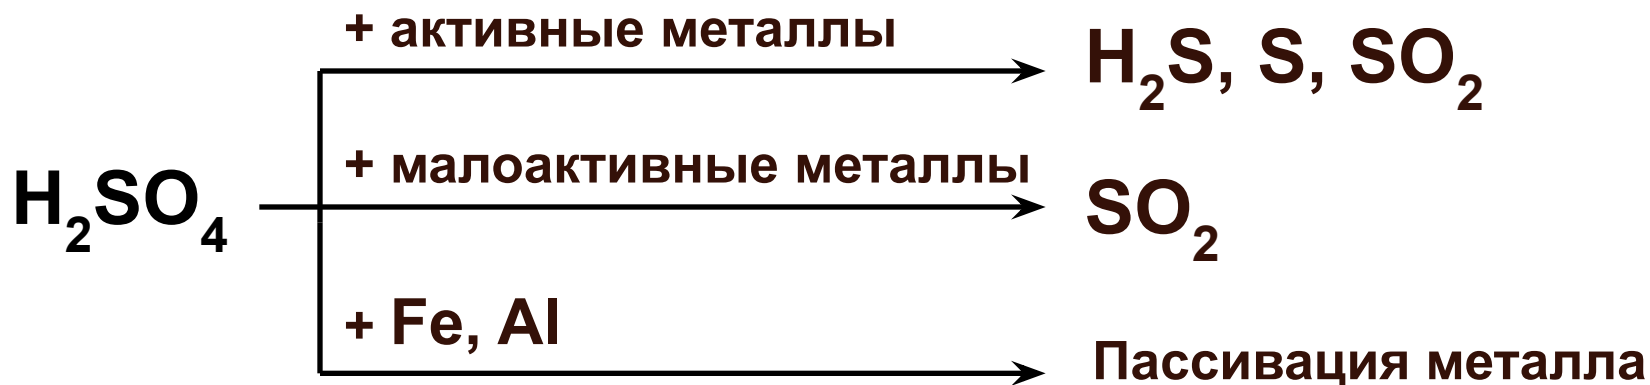 + активные металлы
H₂S, S, SO₂
+ малоактивные металлы
H₂SO₄
SO₂
+ Fe, Al
Пассивация металла